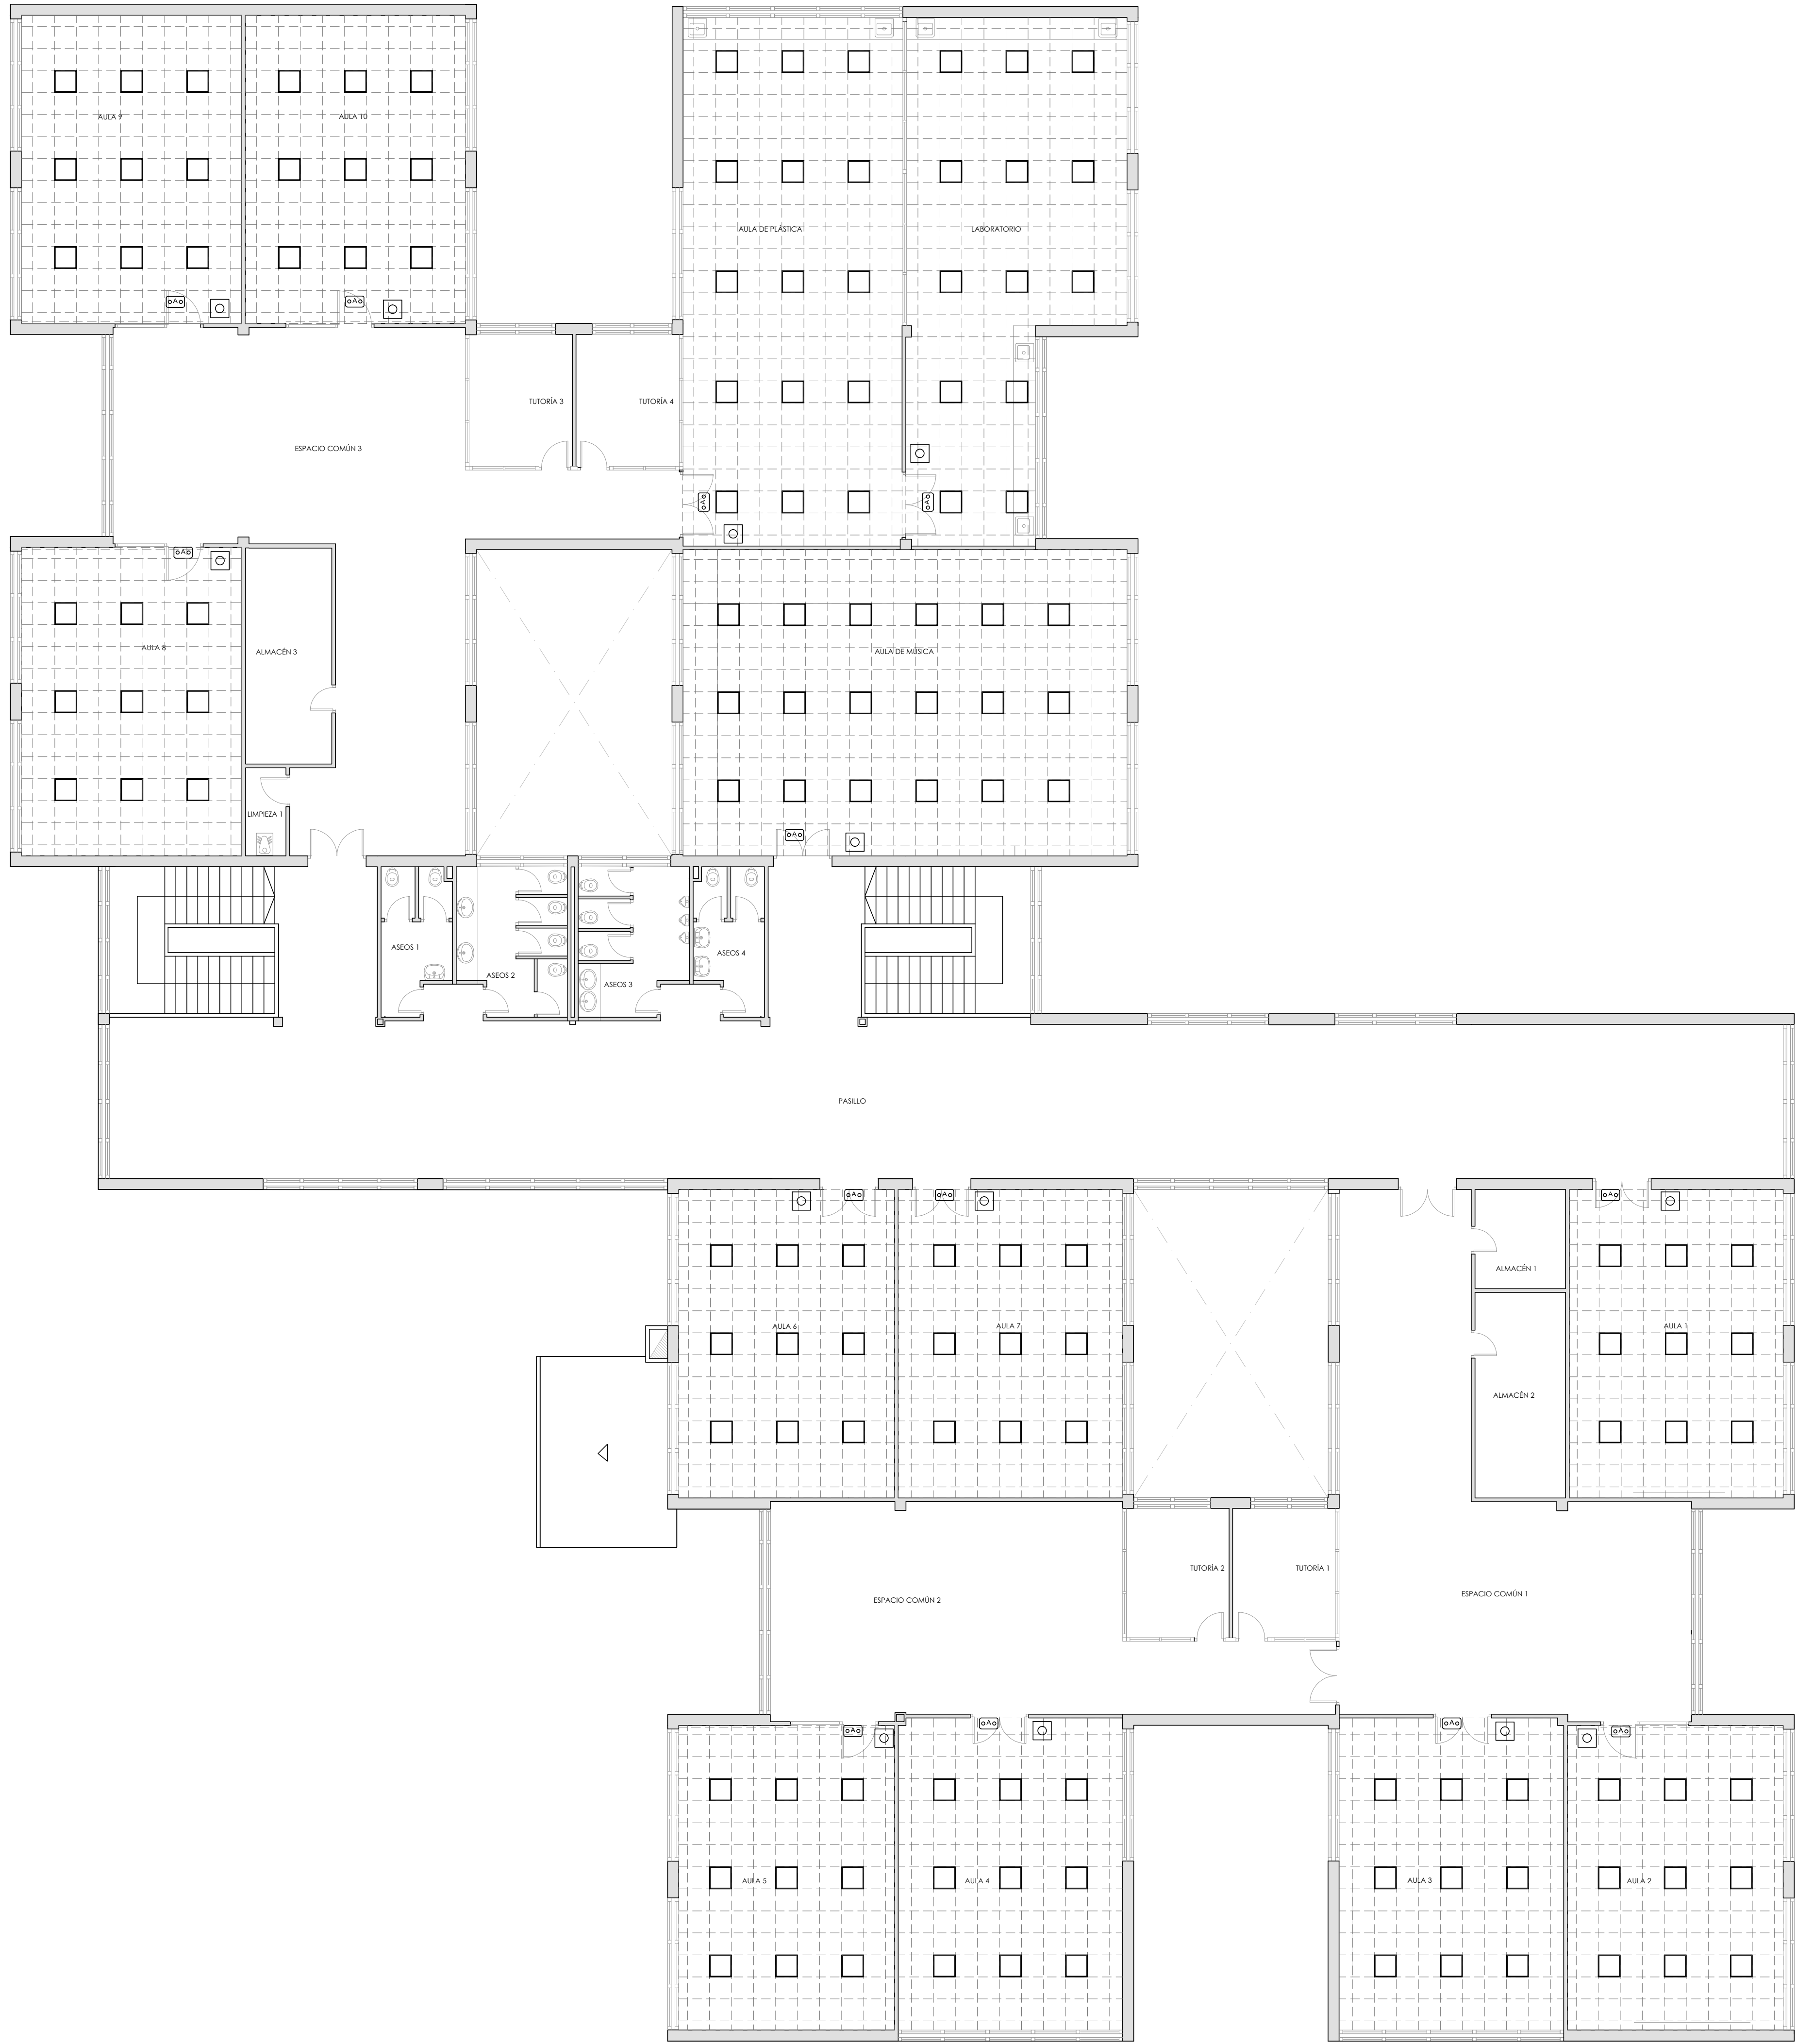 AULA 9
AULA 10
AULA DE PLÁSTICA
LABORATORIO
TUTORÍA 3
TUTORÍA 4
ESPACIO COMÚN 3
AULA 8
ALMACÉN 3
AULA DE MÚSICA
LIMPIEZA 1
ASEOS 1
ASEOS 2
ASEOS 3
ASEOS 4
PASILLO
ALMACÉN 1
AULA 6
AULA 7
AULA 1
ALMACÉN 2
TUTORÍA 2
TUTORÍA 1
ESPACIO COMÚN 2
ESPACIO COMÚN 1
AULA 5
AULA 4
AULA 3
AULA 2
A
A
A
A
A
A
A
A
A
A
A
A
A